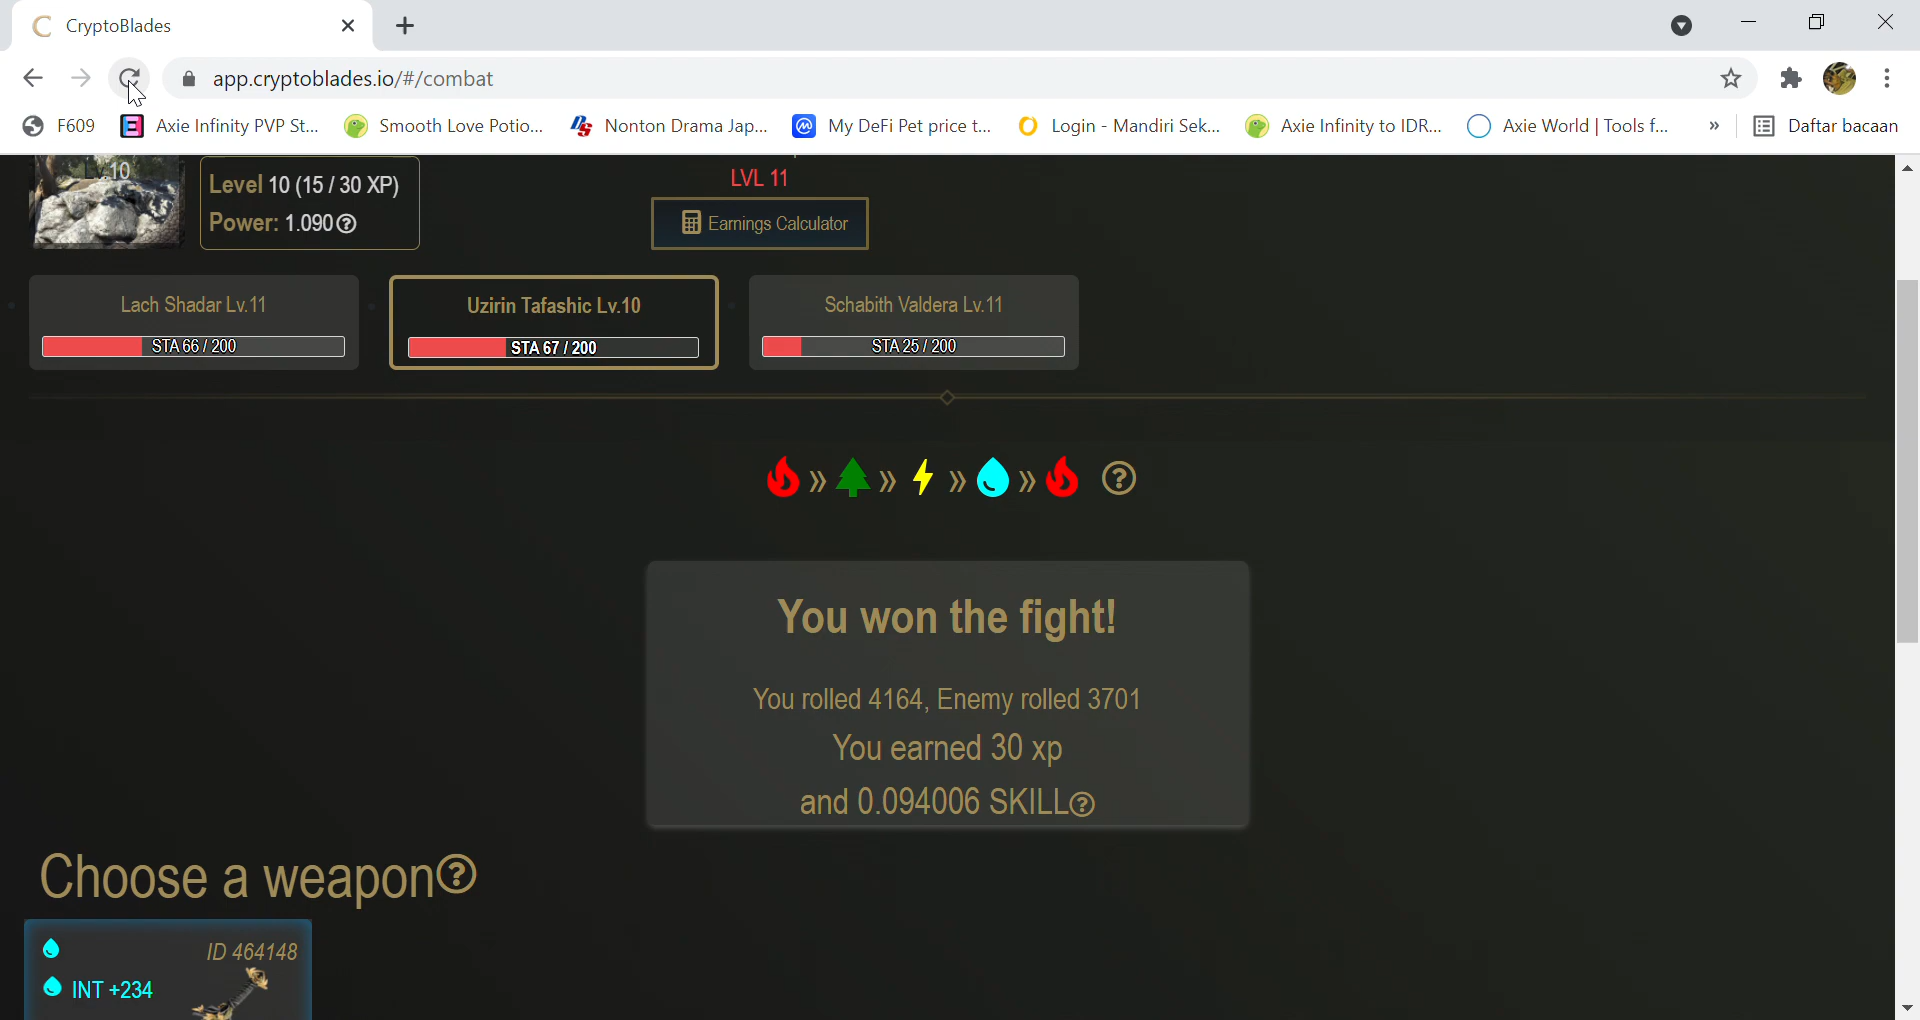 CryptoBlades
app.cryptoblades.io/#/combat
F609
Axie Infinity PVP St...
Smooth Love Potio...
Nonton Drama Jap...
My DeFi Pet price t...
Login - Mandiri Sek...
Axie Infinity to IDR...
Axie World | Tools f...
»
Daftar bacaan
Lv.10
Level 10 (15 / 30 XP)
Power: 1.090
LVL 11
Earnings Calculator
Lach Shadar Lv.11
STA 66 / 200
Uzirin Tafashic Lv.10
STA 67 / 200
Schabith Valdera Lv.11
STA 25 / 200
» » » »
You won the fight!
You rolled 4164, Enemy rolled 3701
You earned 30 xp
and 0.094006 SKILL
Choose a weapon
ID 464148
INT +234